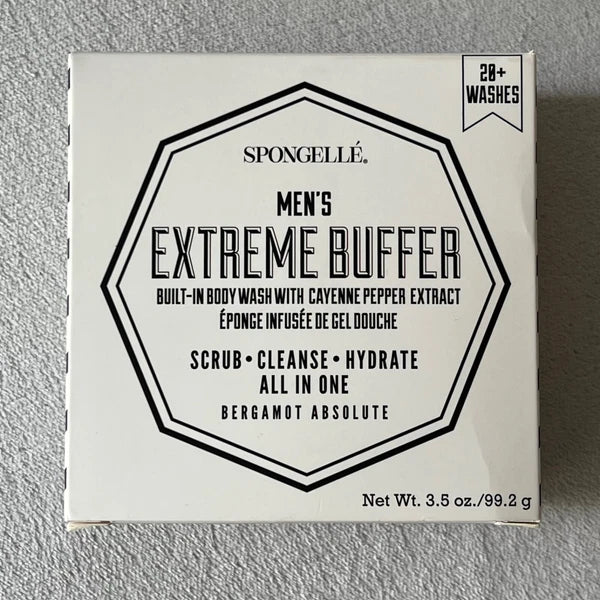 20+
WASHES
SPONGELLÉ®
MEN'S
EXTREME BUFFER
BUILT-IN BODY WASH WITH CAYENNE PEPPER EXTRACT
ÉPONGE INFUSÉE DE GEL DOUCHE
SCRUB • CLEANSE • HYDRATE
ALL IN ONE
BERGAMOT ABSOLUTE
Net Wt. 3.5 oz./99.2 g